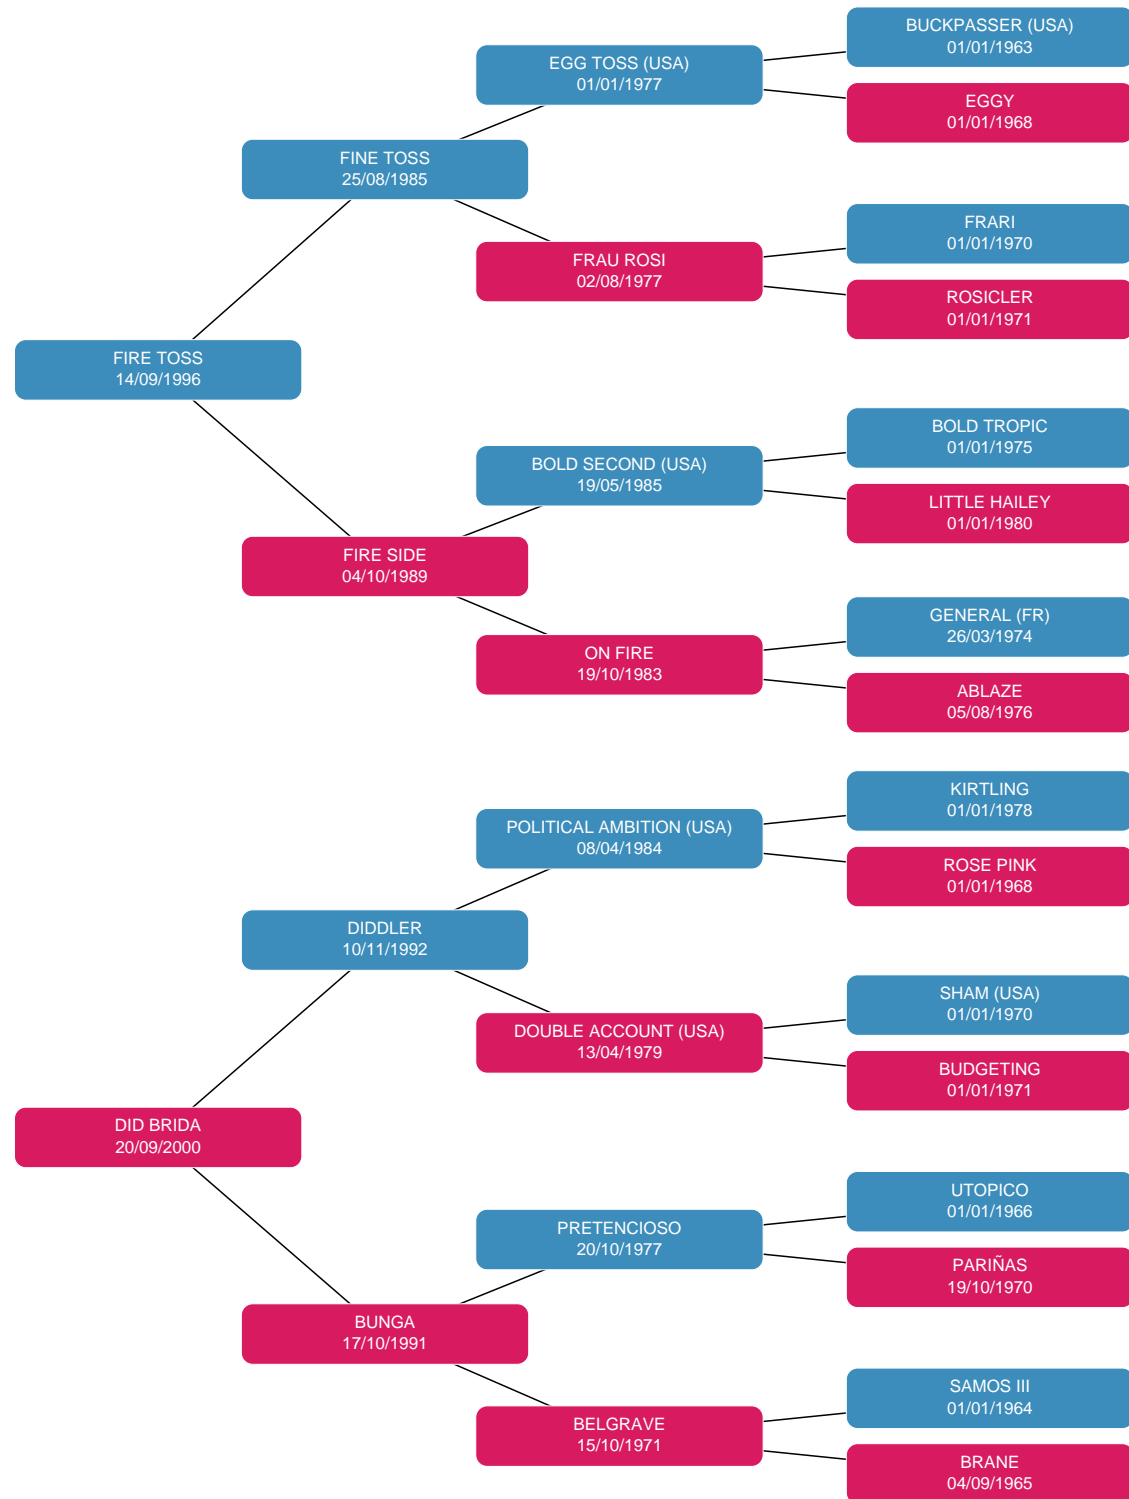 BUCKPASSER (USA)
01/01/1963
EGG TOSS (USA)
01/01/1977
EGGY
01/01/1968
FINE TOSS
25/08/1985
FRARI
01/01/1970
FRAU ROSI
02/08/1977
ROSICLER
01/01/1971
FIRE TOSS
14/09/1996
BOLD TROPIC
01/01/1975
BOLD SECOND (USA)
19/05/1985
LITTLE HAILEY
01/01/1980
FIRE SIDE
04/10/1989
GENERAL (FR)
26/03/1974
ON FIRE
19/10/1983
ABLAZE
05/08/1976
KIRTLING
01/01/1978
POLITICAL AMBITION (USA)
08/04/1984
ROSE PINK
01/01/1968
DIDDLER
10/11/1992
SHAM (USA)
01/01/1970
DOUBLE ACCOUNT (USA)
13/04/1979
BUDGETING
01/01/1971
DID BRIDA
20/09/2000
UTOPICO
01/01/1966
PRETENCIOSO
20/10/1977
PARIÑAS
19/10/1970
BUNGA
17/10/1991
SAMOS III
01/01/1964
BELGRAVE
15/10/1971
BRANE
04/09/1965